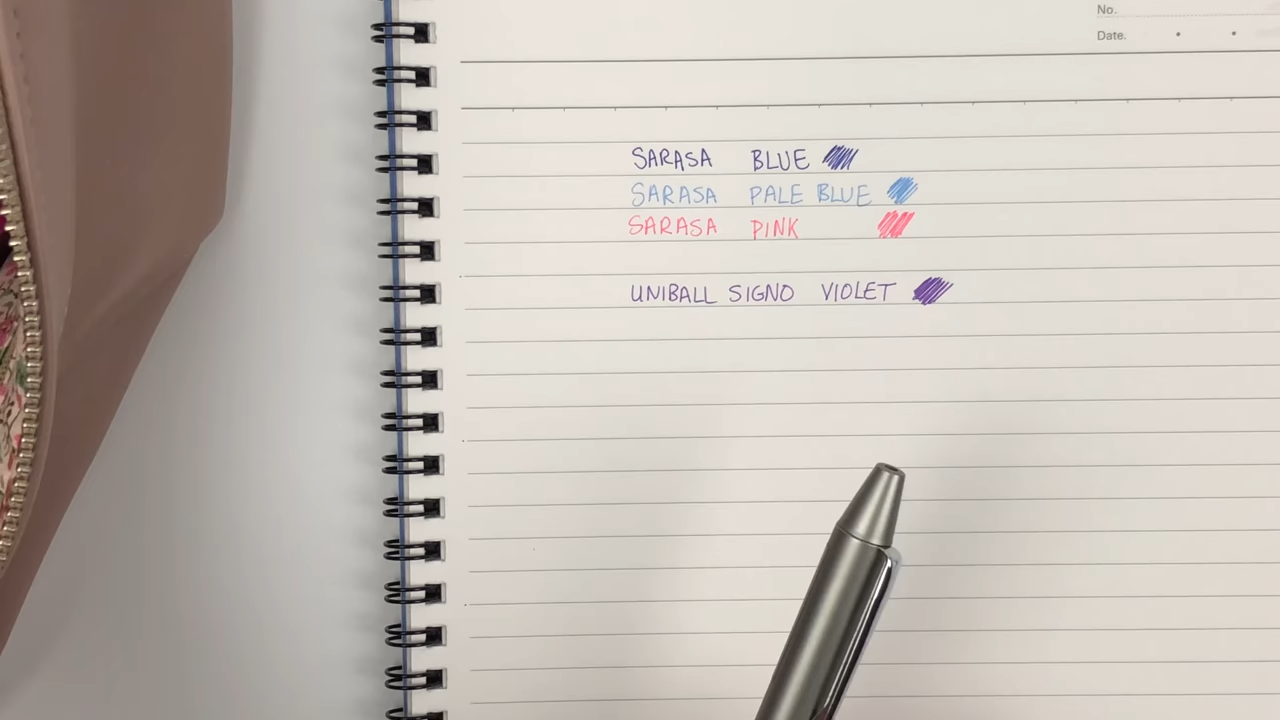 No.
Date.
SARASA BLUE
SARASA PALE BLUE
SARASA PINK
UNIBALL SIGNO VIOLET